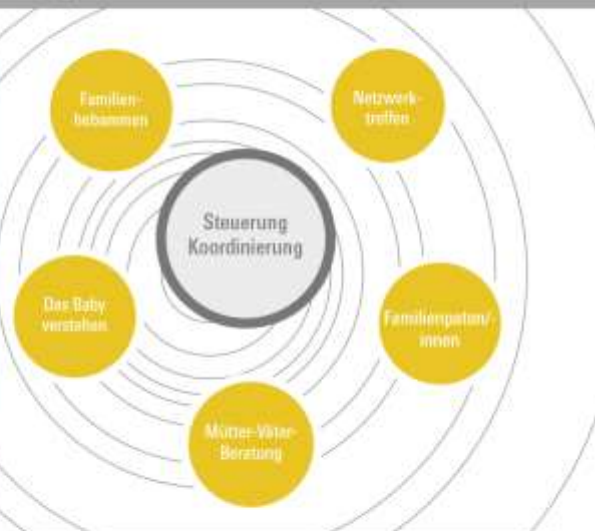 Familien-
hebammen
Netzwerk-
treffen
Steuerung
Koordinierung
Das Baby
verstehen
Familienpaten/-
innen
Mütter-Väter-
Beratung